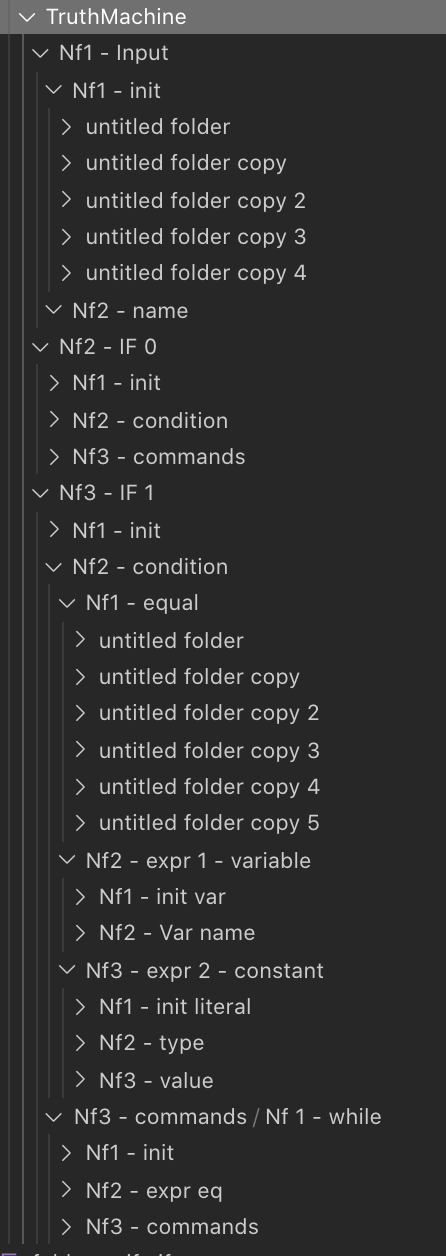 TruthMachine
Nf1 - Input
Nf1 - init
untitled folder
untitled folder copy
untitled folder copy 2
untitled folder copy 3
untitled folder copy 4
Nf2 - name
Nf2 - IF 0
Nf1 - init
Nf2 - condition
Nf3 - commands
Nf3 - IF 1
Nf1 - init
Nf2 - condition
Nf1 - equal
untitled folder
untitled folder copy
untitled folder copy 2
untitled folder copy 3
untitled folder copy 4
untitled folder copy 5
Nf2 - expr 1 - variable
Nf1 - init var
Nf2 - Var name
Nf3 - expr 2 - constant
Nf1 - init literal
Nf2 - type
Nf3 - value
Nf3 - commands / Nf 1 - while
Nf1 - init
Nf2 - expr eq
Nf3 - commands